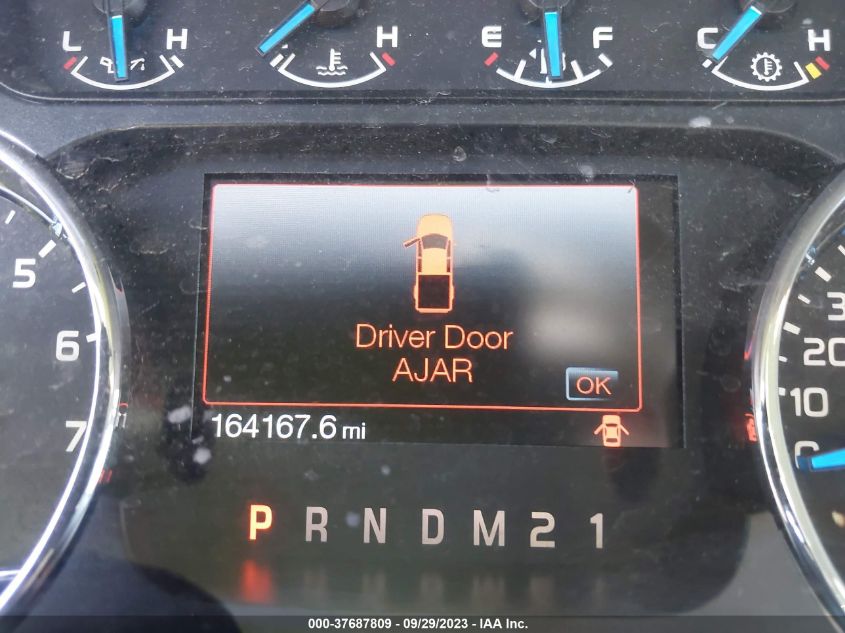 L H H E F C H
5
6
7
Driver Door
AJAR
OK
164167.6 mi
20
10
P R N D M 2 1
000-37687809 - 09/29/2023 - IAA Inc.